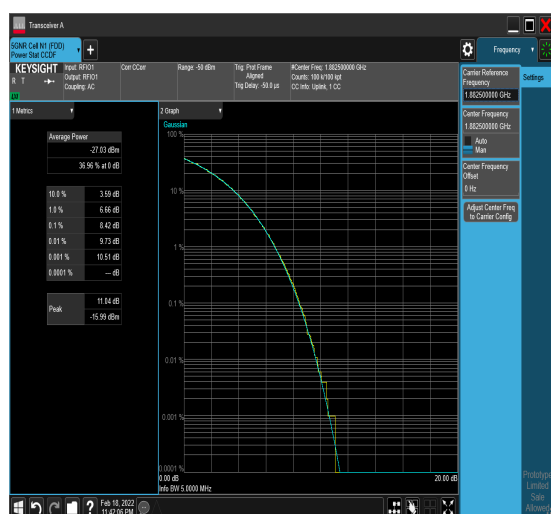 Transceiver A
5GNR Cell N1 (FDD)
Power Stat CCDF
Frequency
KEYSIGHT
R T
Input: RFIO1
Output: RFIO1
Coupling: AC
Corr CCorr
Range: -50 dBm
Trig: Prot Frame
Aligned
Trig Delay: -50.0 µs
#Center Freq: 1.882500000 GHz
Counts: 100 k/100 kpt
CC Info: Uplink, 1 CC
1 Metrics
Average Power
-27.03 dBm
36.96 % at 0 dB
10.0 % 3.59 dB
1.0 % 6.66 dB
0.1 % 8.42 dB
0.01 % 9.73 dB
0.001 % 10.51 dB
0.0001 % --- dB
Peak
11.04 dB
-15.99 dBm
2 Graph
Gaussian
100 %
10 %
1 %
0.1 %
0.01 %
0.001 %
0.0001 %
0.00 dB
20.00 dB
Info BW 5.0000 MHz
Carrier Reference
Frequency
1.882500000 GHz
Center Frequency
1.882500000 GHz
Auto
Man
Center Frequency
Offset
0 Hz
Adjust Center Freq
to Carrier Config
Settings
Prototype
Limited
Sale
Allowed
Feb 18, 2022
11:42:06 PM